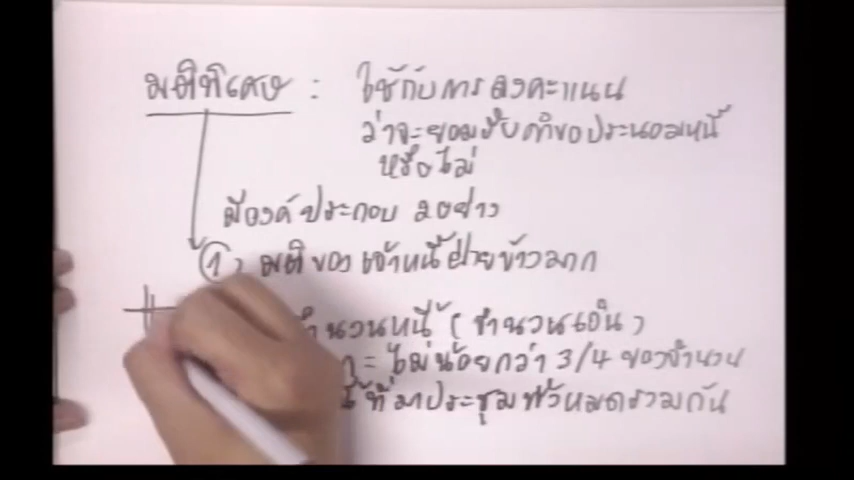 มติพิเศษ : ใช้กับการลงคะแนน
ว่าจะยอมรับคำขอประนอมหนี้
หรือไม่
มีองค์ประกอบ 2 อย่าง
① มติของเจ้าหนี้ฝ่ายข้างมาก
จำนวนหนี้ (จำนวนเงิน)
= ไม่น้อยกว่า 3/4 ของจำนวน
ที่มาประชุมทั้งหมดรวมกัน